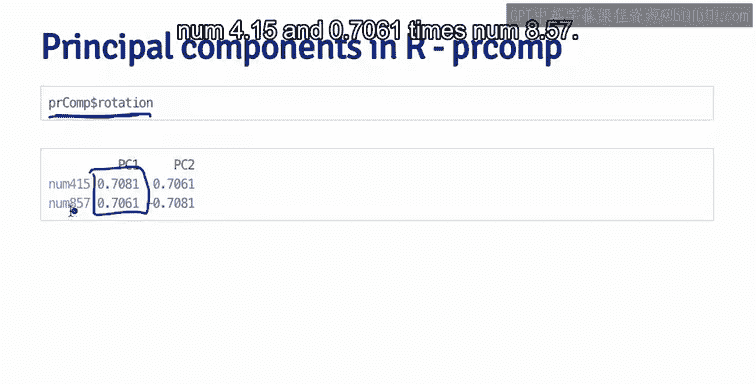 num 4.15 and 0.7061 times num 8.57.
Principal components in R - prcomp
prComp$rotation
PC1 PC2
num415 0.7081 0.7061
num857 0.7061 -0.7081